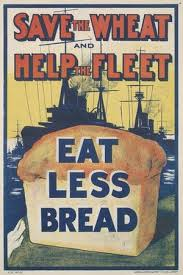 SAVE THE WHEAT
AND
HELP THE FLEET
EAT
LESS
BREAD